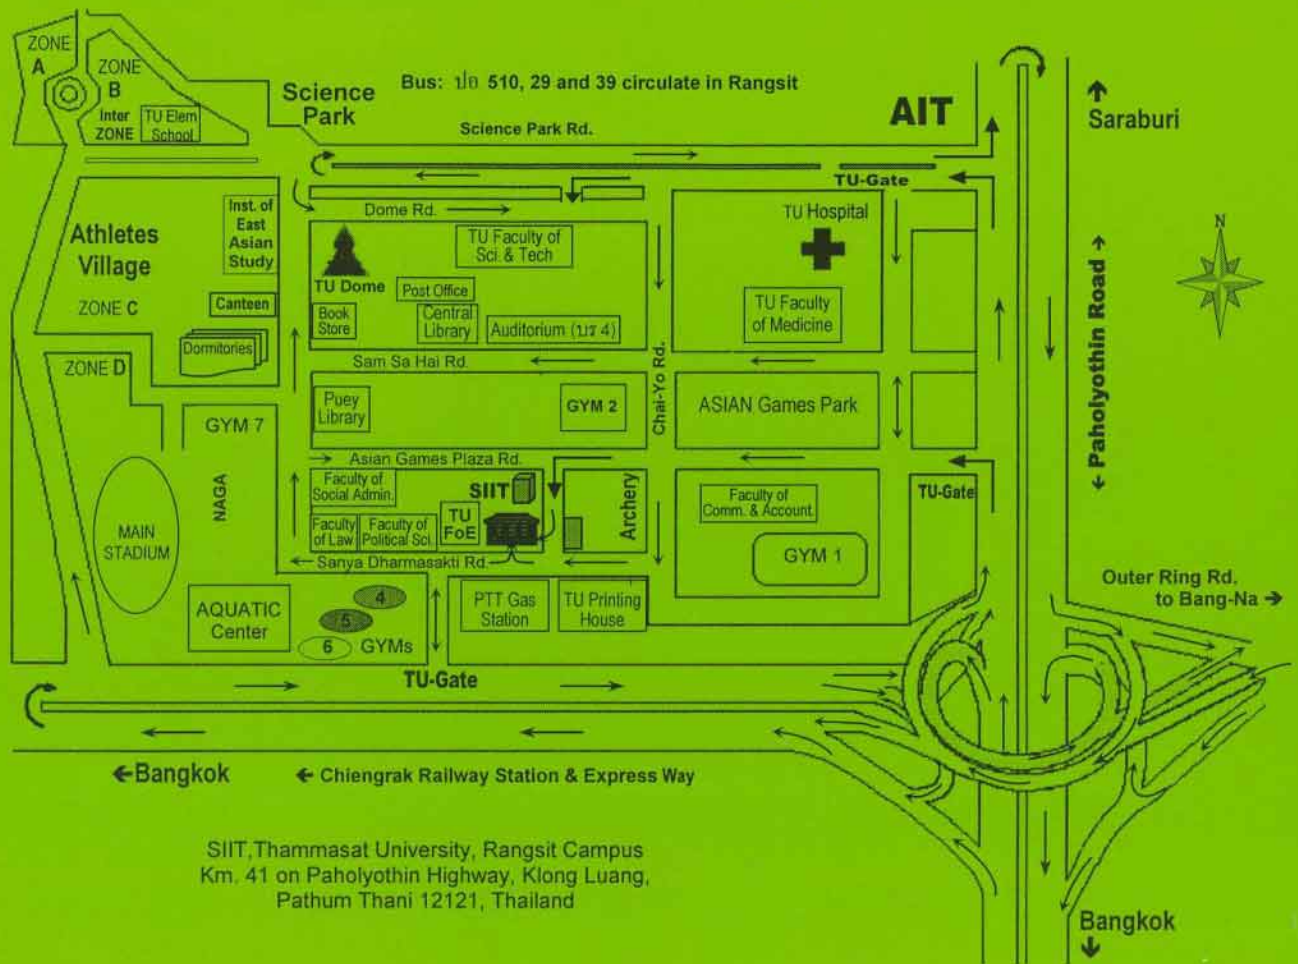 ZONE
A
ZONE
B
Inter
ZONE
TU Elem
School
Science
Park
Bus: ปอ 510, 29 and 39 circulate in Rangsit
Science Park Rd.
AIT
Saraburi
TU-Gate
Dome Rd.
Athletes
Village
ZONE C
Inst. of
East
Asian
Study
Canteen
Dormitories
TU Dome
TU Faculty of
Sci. & Tech
Post Office
Book
Store
Central
Library
Auditorium (บร 4)
TU Hospital
TU Faculty
of Medicine
N
← Paholyothin Road →
Sam Sa Hai Rd.
Chai-Yo Rd.
ZONE D
Puey
Library
GYM 2
ASIAN Games Park
GYM 7
NAGA
Asian Games Plaza Rd.
Faculty of
Social Admin.
SIIT
Faculty
of Law
Faculty of
Political Sci.
TU
FoE
Archery
Faculty of
Comm. & Account.
TU-Gate
GYM 1
MAIN
STADIUM
Sanya Dharmasakti Rd.
AQUATIC
Center
4
5
6
GYMs
PTT Gas
Station
TU Printing
House
Outer Ring Rd.
to Bang-Na →
TU-Gate
←Bangkok
← Chiengrak Railway Station & Express Way
SIIT,Thammasat University, Rangsit Campus
Km. 41 on Paholyothin Highway, Klong Luang,
Pathum Thani 12121, Thailand
Bangkok